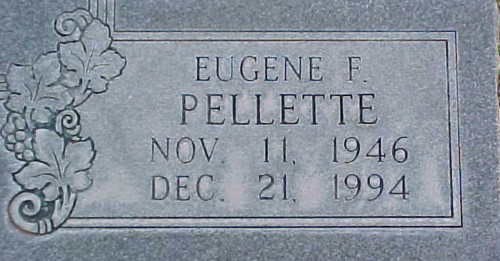 EUGENE F.
PELLETTE
NOV. 11, 1946
DEC. 21, 1994